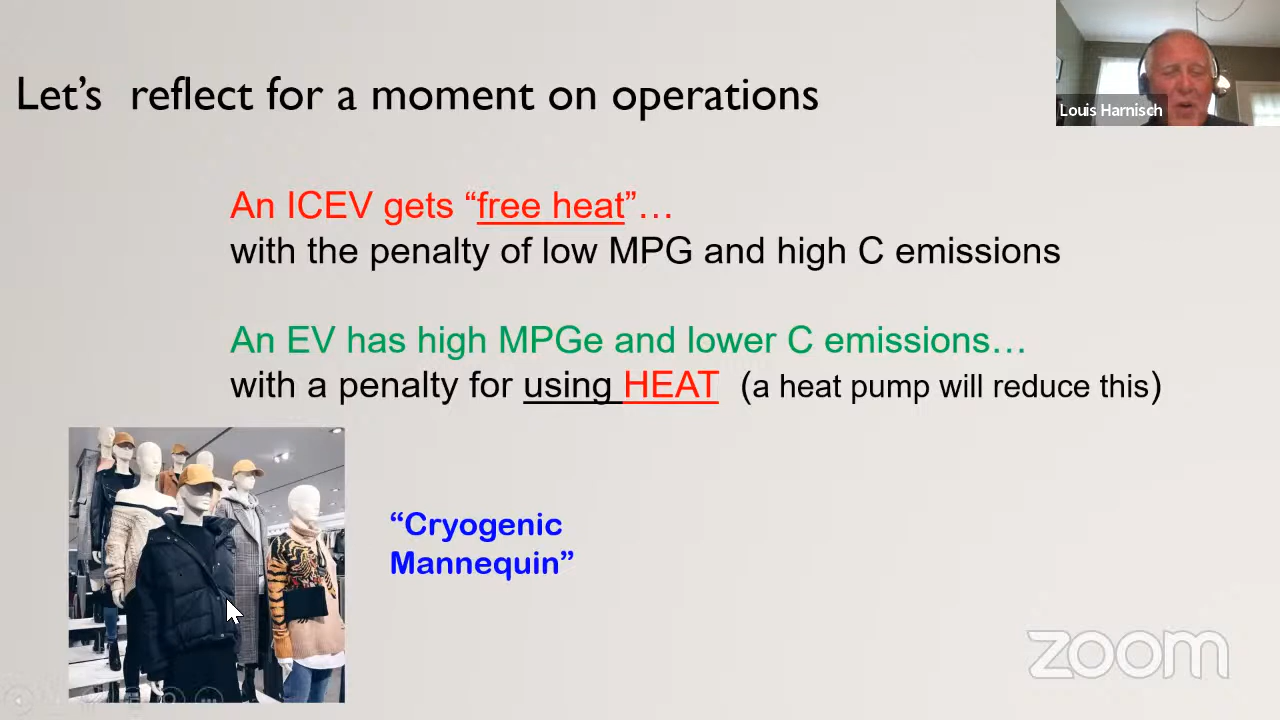 Let's  reflect for a moment on operations
Louis Harnisch
An ICEV gets “free heat”…
with the penalty of low MPG and high C emissions
An EV has high MPGe and lower C emissions…
with a penalty for using HEAT  (a heat pump will reduce this)
“Cryogenic
Mannequin”
zoom